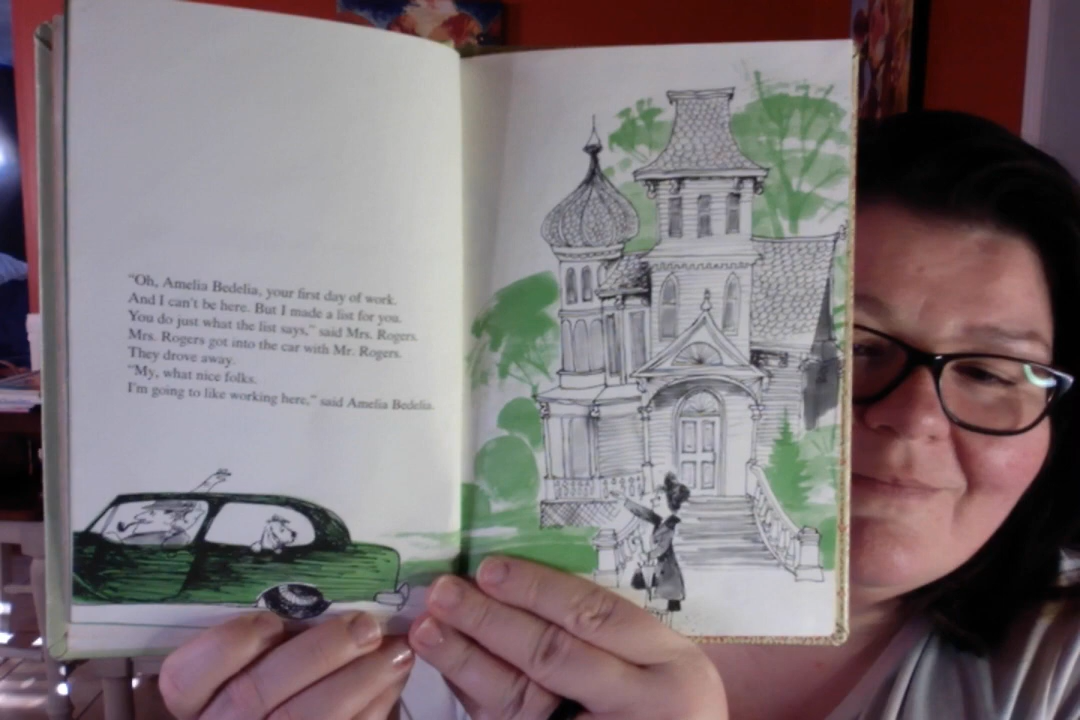 "Oh, Amelia Bedelia, your first day of work.
And I can't be here. But I made a list for you.
You do just what the list says," said Mrs. Rogers.
Mrs. Rogers got into the car with Mr. Rogers.
They drove away.
"My, what nice folks.
I'm going to like working here," said Amelia Bedelia.